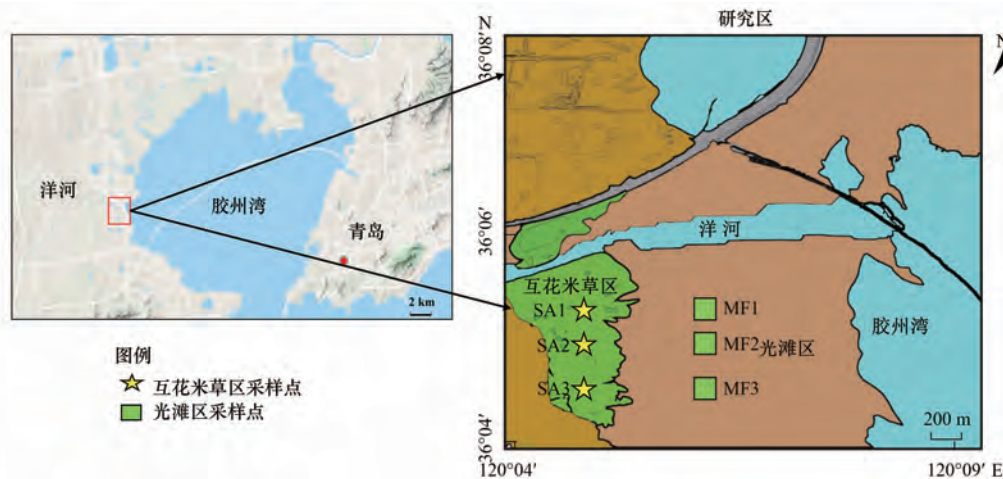 洋河
胶州湾
青岛
2 km
图例
互花米草区采样点
光滩区采样点
研究区
N
36°08′ N
36°06′
36°04′
120°04′
120°09′ E
洋 河
互花米草区
SA1
SA2
SA3
MF1
MF2光滩区
MF3
胶州湾
200 m